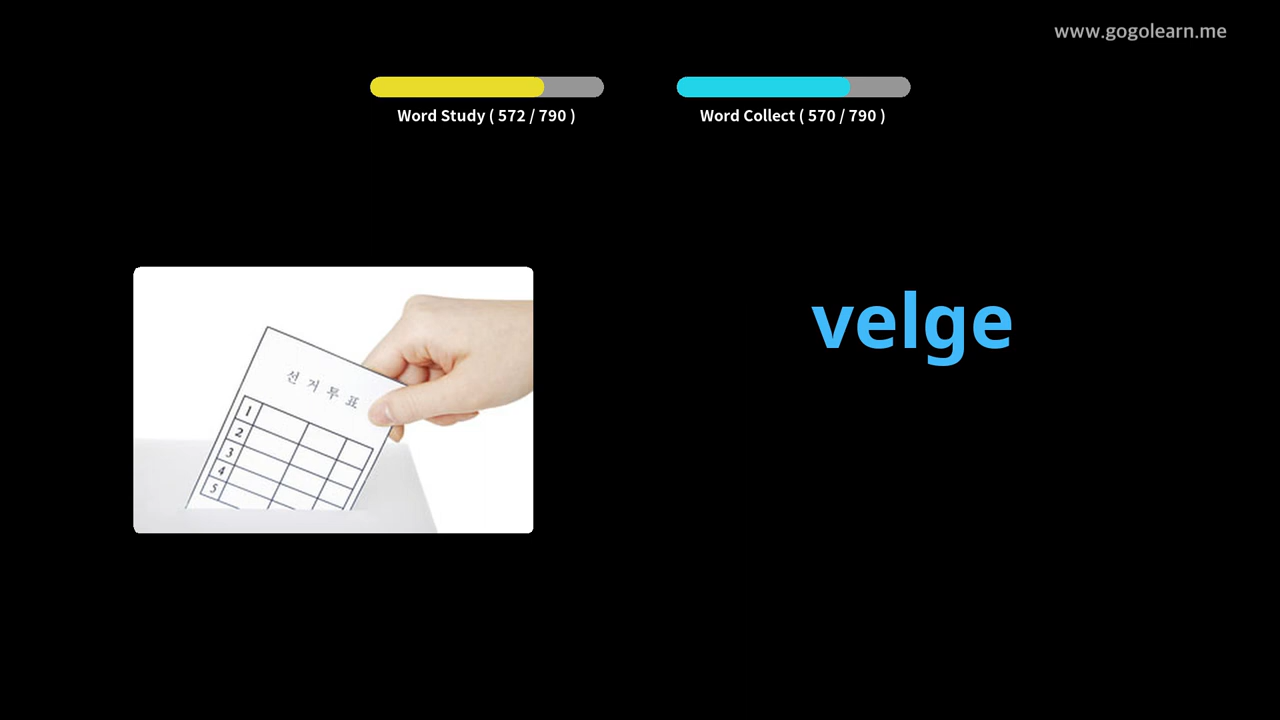 www.gogolearn.me
Word Study ( 572 / 790 )
Word Collect ( 570 / 790 )
velge
선거투표
1
2
3
4
5